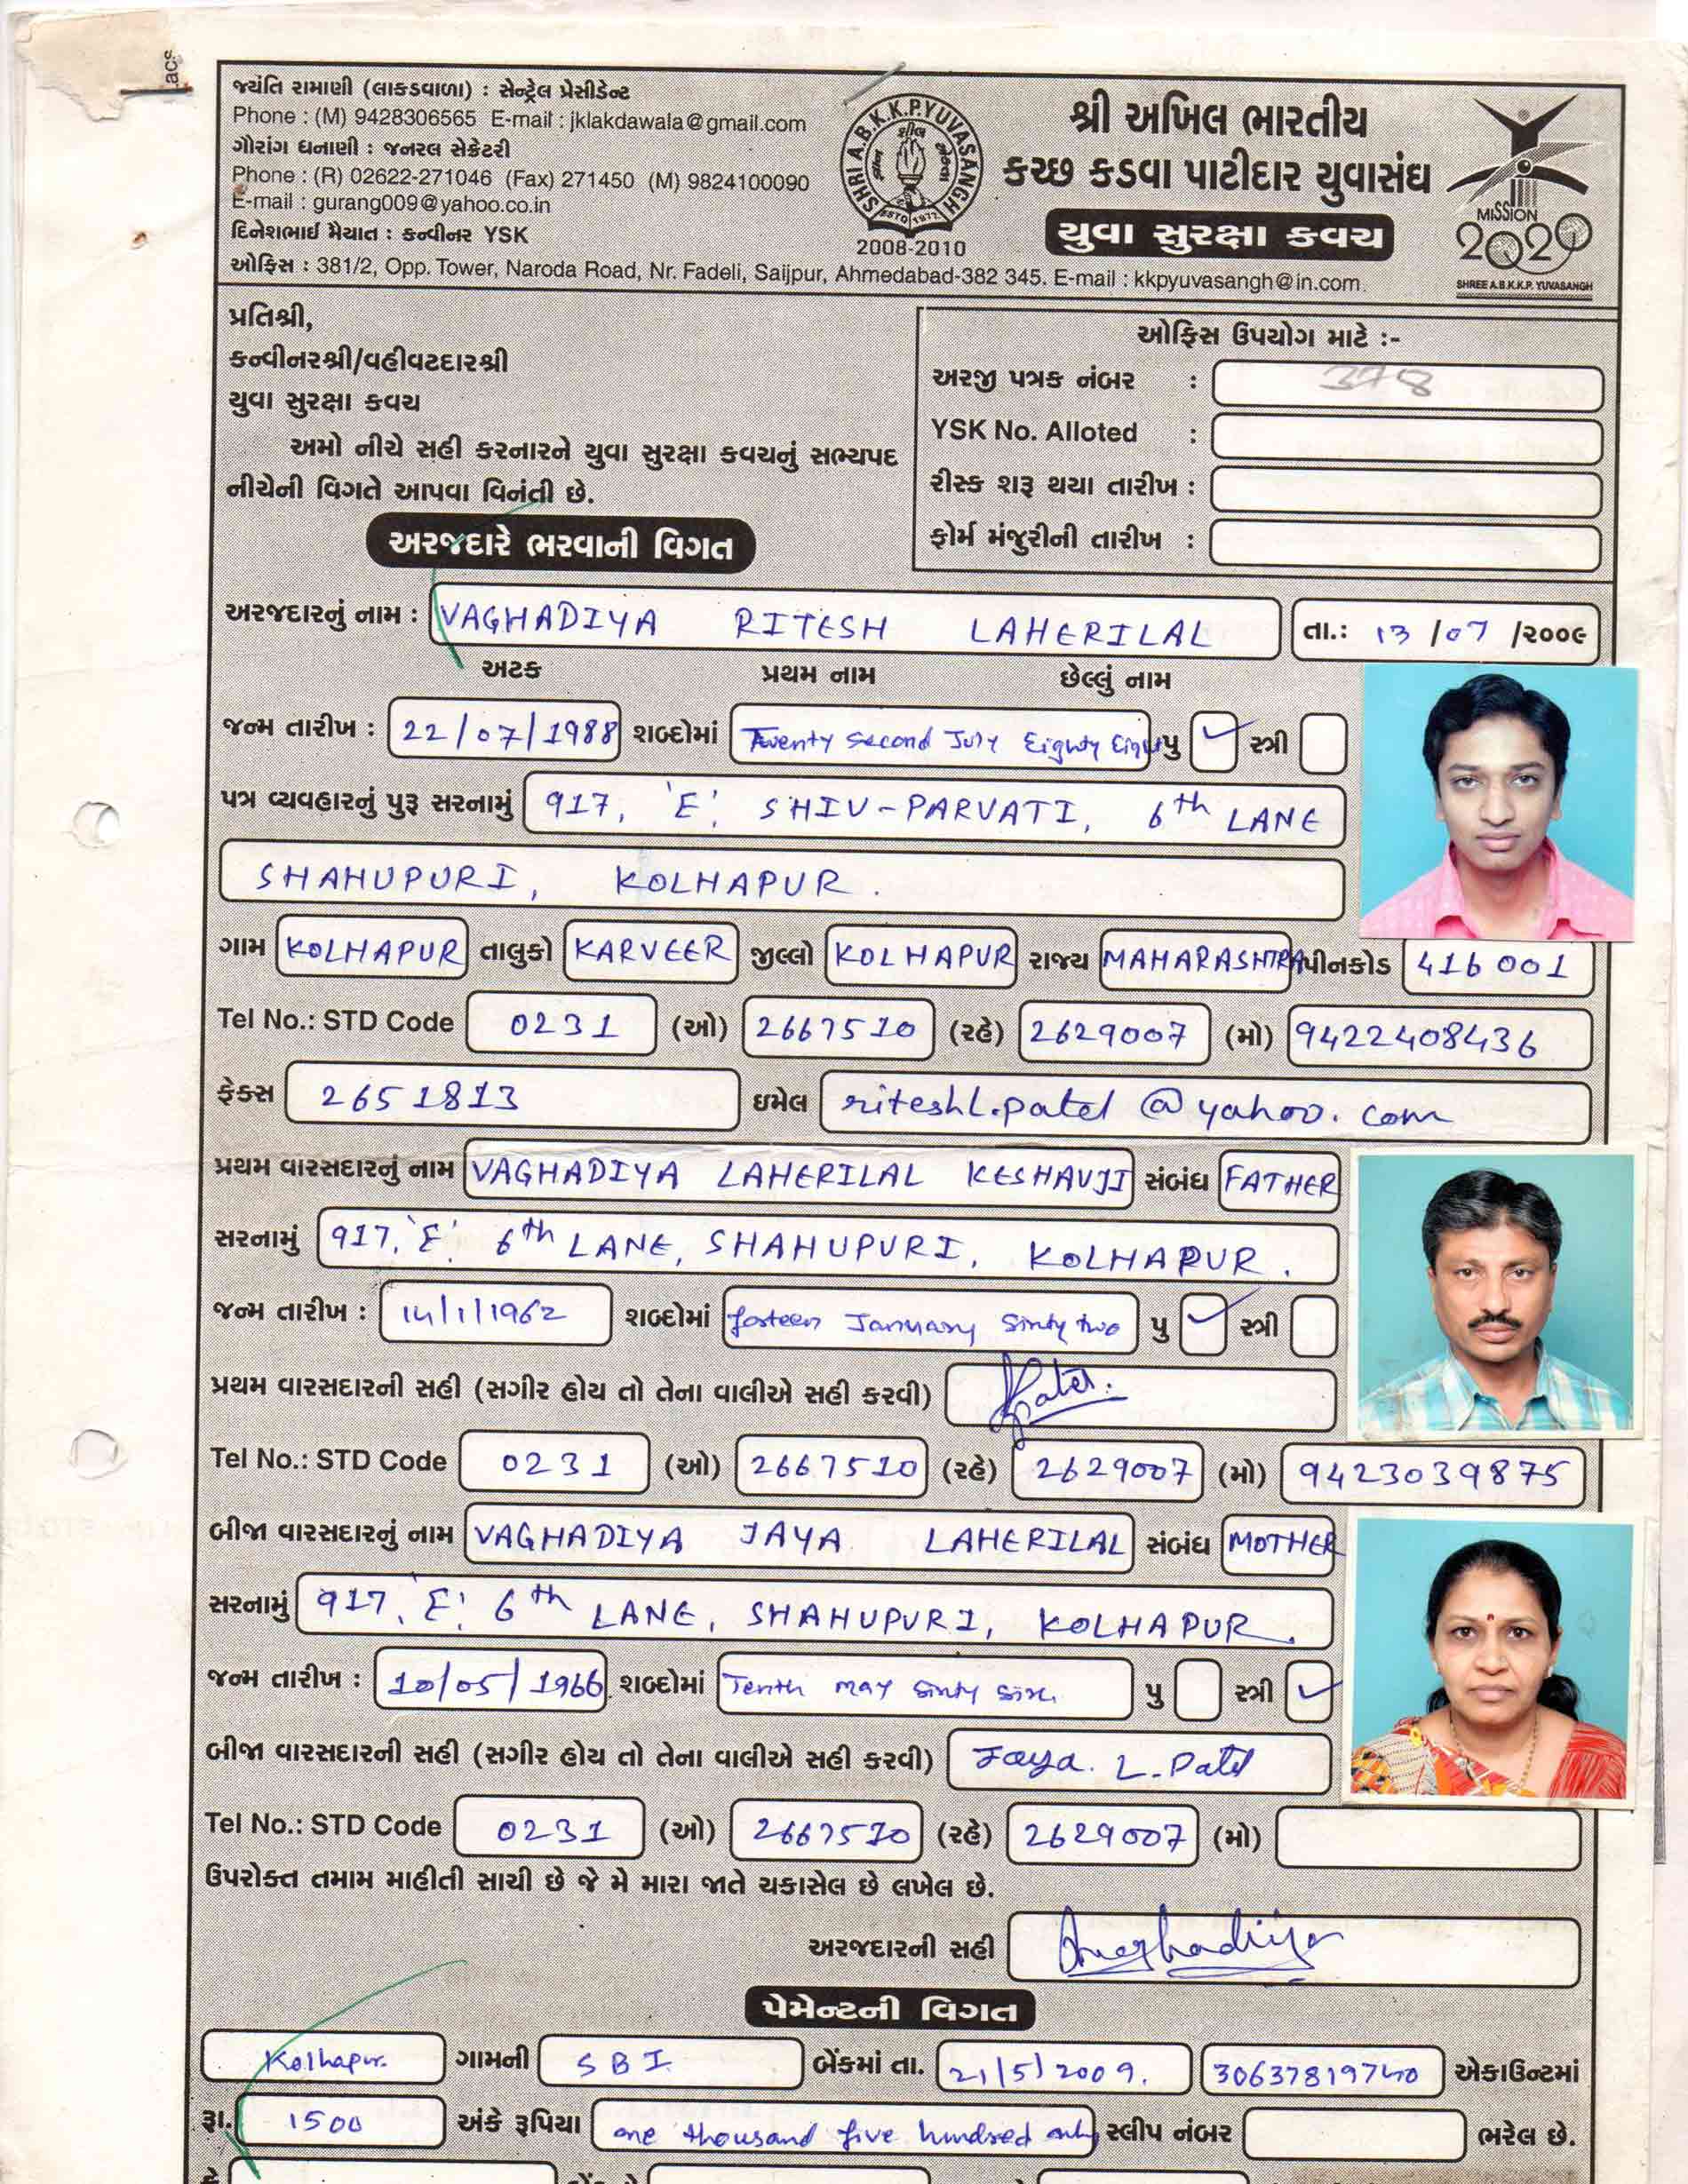 acs
જયંતિ રામાણી (લાકડાવાળા) : સેન્ટ્રેલ પ્રેસીડેન્ટ
Phone : (M) 9428306565 E-mail : jklakdawala@gmail.com
ગૌરાંગ ધનાણી : જનરલ સેક્રેટરી
Phone : (R) 02622-271046 (Fax) 271450 (M) 9824100090
E-mail : gurang009@yahoo.co.in
દિનેશભાઈ મૈયાત : કન્વીનર YSK
SHRI A.B.K.K.P. YUVASANGH
ESTD 1977
2008-2010
શ્રી અખિલ ભારતીય
કચ્છ કડવા પાટીદાર યુવાસંઘ
યુવા સુરક્ષા કવચ
MISSION
2020
SHREE A.B.K.K.P. YUVASANGH
ઓફિસ : 381/2, Opp. Tower, Naroda Road, Nr. Fadeli, Saijpur, Ahmedabad-382 345. E-mail : kkpyuvasangh@in.com.
પ્રતિશ્રી,
કન્વીનરશ્રી/વહીવટદારશ્રી
યુવા સુરક્ષા કવચ
અમો નીચે સહી કરનારને યુવા સુરક્ષા કવચનું સભ્યપદ
નીચેની વિગતે આપવા વિનંતી છે.
ઓફિસ ઉપયોગ માટે :-
અરજી પત્રક નંબર : 378
YSK No. Alloted :
રીસ્ક શરૂ થયા તારીખ :
ફોર્મ મંજુરીની તારીખ :
અરજદારે ભરવાની વિગત
અરજદારનું નામ : VAGHADIYA RITESH LAHERILAL તા.: 13 /07 /૨૦૦૯
અટક પ્રથમ નામ છેલ્લું નામ
જન્મ તારીખ : 22/07/1988 શબ્દોમાં Twenty Second July Eighty Eight પુ ✓ સ્ત્રી
પત્ર વ્યવહારનું પુરૂ સરનામું 917, 'E', SHIV-PARVATI, 6th LANE
SHAHUPURI, KOLHAPUR.
ગામ KOLHAPUR તાલુકો KARVEER જીલ્લો KOLHAPUR રાજ્ય MAHARASHTRA પીનકોડ 416 001
Tel No.: STD Code 0231 (ઓ) 2667510 (રહે) 2629007 (મો) 9422408436
ફેક્સ 2651813 ઇમેલ riteshl.patel@yahoo.com
પ્રથમ વારસદારનું નામ VAGHADIYA LAHERILAL KESHAVJI સંબંધ FATHER
સરનામું 917, 'E', 6th LANE, SHAHUPURI, KOLHAPUR.
જન્મ તારીખ : 14/1/1962 શબ્દોમાં forteen January Sinty two પુ ✓ સ્ત્રી
પ્રથમ વારસદારની સહી (સગીર હોય તો તેના વાલીએ સહી કરવી)
Tel No.: STD Code 0231 (ઓ) 2667510 (રહે) 2629007 (મો) 9423039875
બીજા વારસદારનું નામ VAGHADIYA JAYA LAHERILAL સંબંધ MOTHER
સરનામું 917, 'E', 6th LANE, SHAHUPURI, KOLHAPUR.
જન્મ તારીખ : 10/05/1966 શબ્દોમાં Tenth may sinty six. પુ સ્ત્રી ✓
બીજા વારસદારની સહી (સગીર હોય તો તેના વાલીએ સહી કરવી) Jaya. L. Patel
Tel No.: STD Code 0231 (ઓ) 2667510 (રહે) 2629007 (મો)
ઉપરોક્ત તમામ માહીતી સાચી છે જે મે મારા જાતે ચકાસેલ છે લખેલ છે.
અરજદારની સહી
પેમેન્ટની વિગત
Kolhapur. ગામની SBI બેંકમાં તા. 21/5/2009. 30637819740 એકાઉન્ટમાં
રૂા. 1500 અંકે રૂપિયા one thousand five hundred only સ્લીપ નંબર ભરેલ છે.